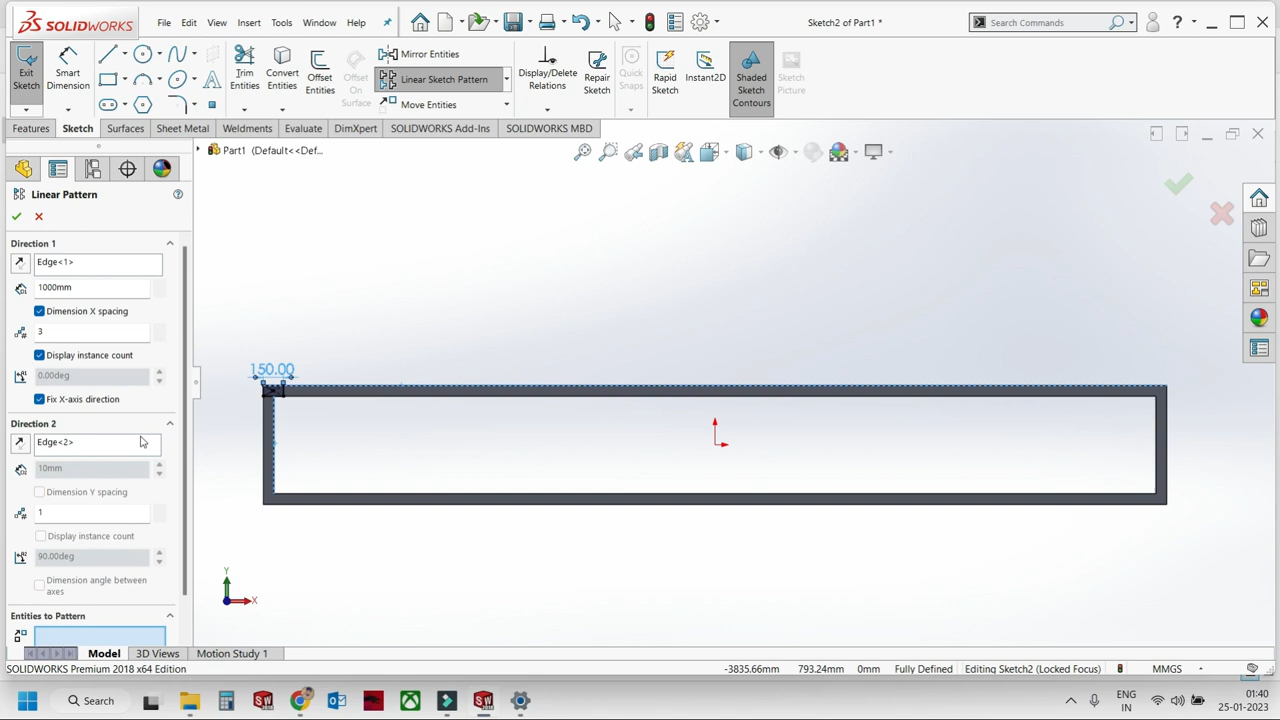 SOLIDWORKS
File Edit View Insert Tools Window Help
Sketch2 of Part1 *
Search Commands
?
Exit Sketch
Smart Dimension
Trim Entities
Convert Entities
Offset Entities
Offset On Surface
Mirror Entities
Linear Sketch Pattern
Move Entities
Display/Delete Relations
Repair Sketch
Quick Snaps
Rapid Sketch
Instant2D
Shaded Sketch Contours
Sketch Picture
Features Sketch Surfaces Sheet Metal Weldments Evaluate DimXpert SOLIDWORKS Add-Ins SOLIDWORKS MBD
Part1 (Default<<Def...
Linear Pattern
Direction 1
Edge<1>
1000mm
Dimension X spacing
3
Display instance count
0.00deg
Fix X-axis direction
Direction 2
Edge<2>
10mm
Dimension Y spacing
1
Display instance count
90.00deg
Dimension angle between
axes
Entities to Pattern
150.00
Y
X
Model 3D Views Motion Study 1
SOLIDWORKS Premium 2018 x64 Edition
-3835.66mm 793.24mm 0mm Fully Defined Editing Sketch2 (Locked Focus) MMGS
Search
ENG
IN
01:40
25-01-2023